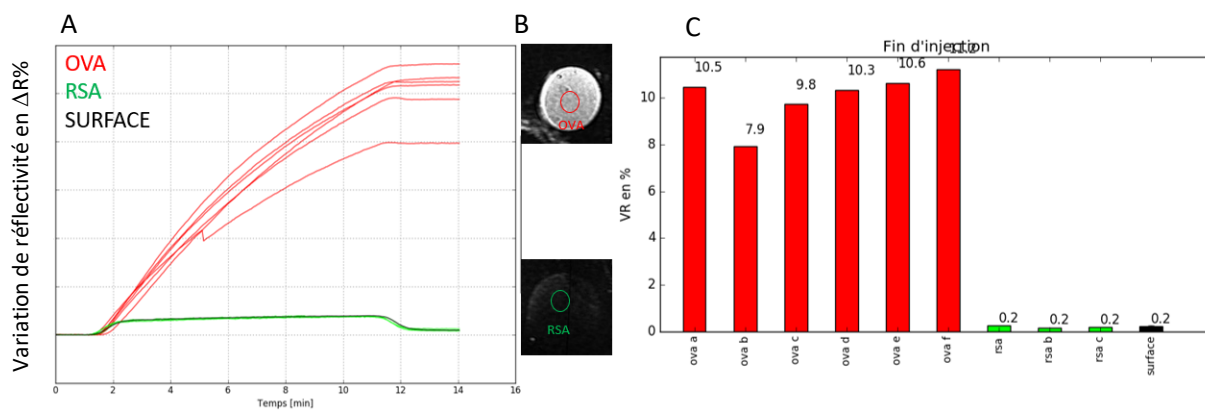 A
OVA
RSA
SURFACE
Variation de réflectivité en ΔR%
0 2 4 6 8 10 12 14 16
Temps [min]
B
OVA
RSA
C
Fin d'injection
10.5
7.9
9.8
10.3
10.6
11.2
0.2
0.2
0.2
0.2
VR en %
10
8
6
4
2
0
ova a
ova b
ova c
ova d
ova e
ova f
rsa
rsa b
rsa c
surface